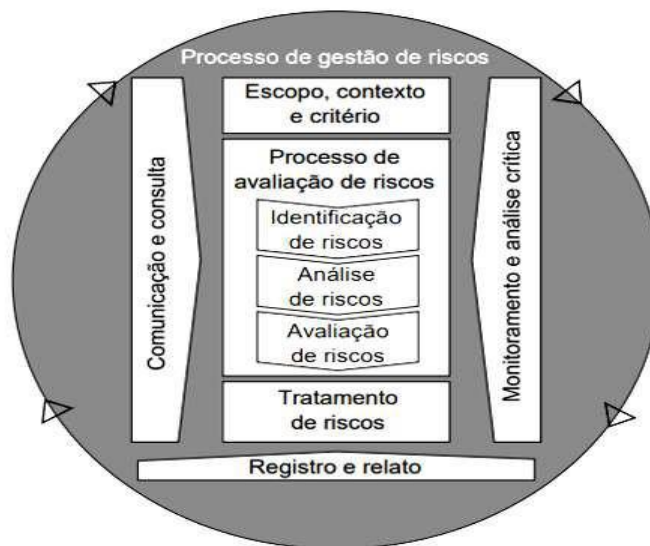 Processo de gestão de riscos
Escopo, contexto
e critério
Processo de
avaliação de riscos
Identificação
de riscos
Análise
de riscos
Avaliação
de riscos
Tratamento
de riscos
Comunicação e consulta
Monitoramento e análise crítica
Registro e relato